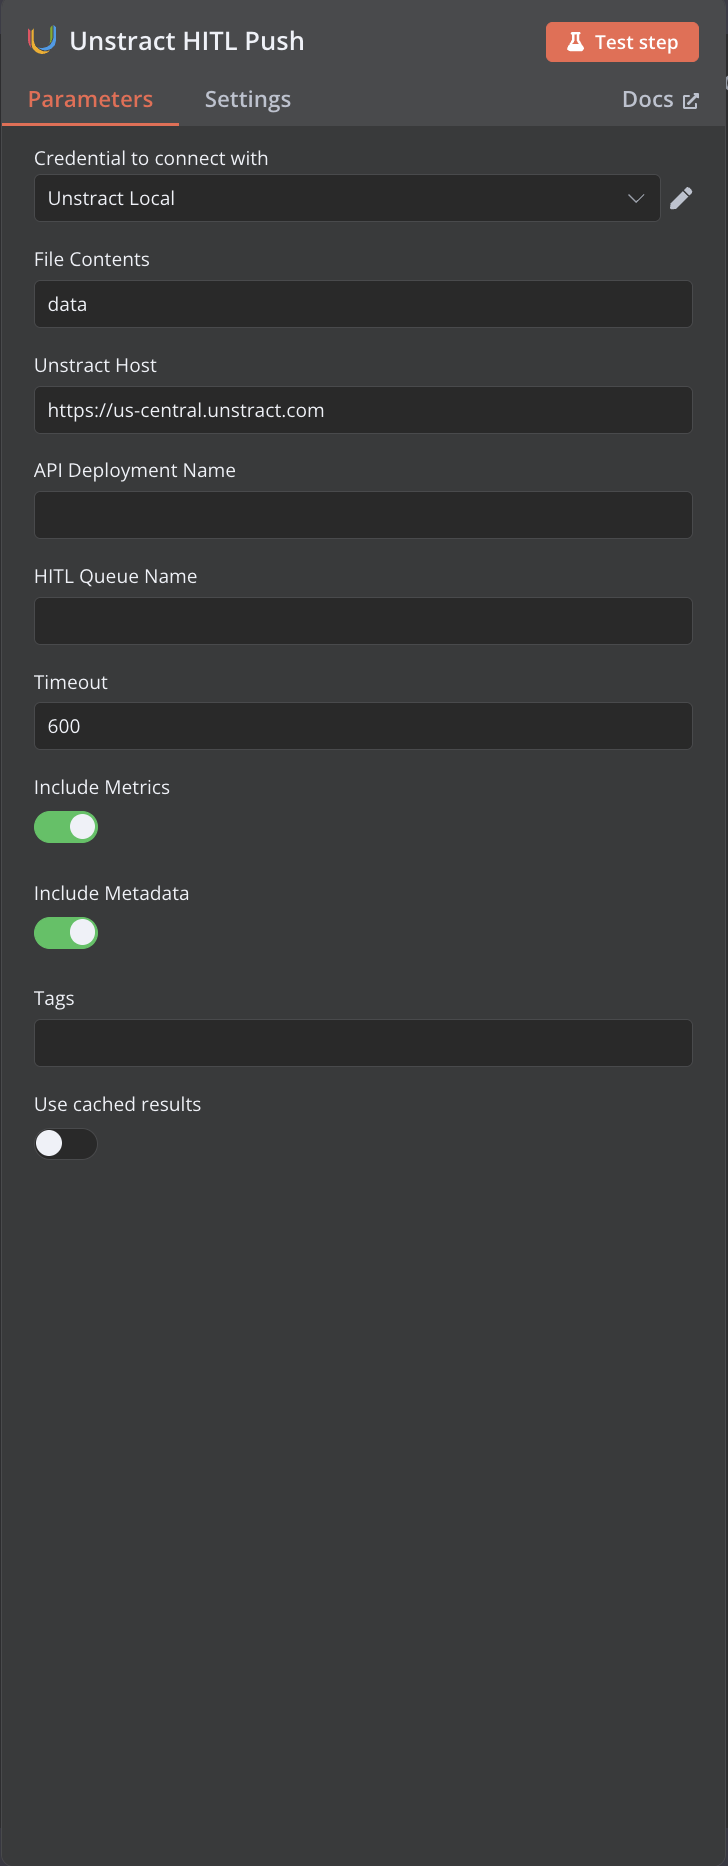 Unstract HITL Push
Test step
Parameters
Settings
Docs
Credential to connect with
Unstract Local
File Contents
data
Unstract Host
https://us-central.unstract.com
API Deployment Name
HITL Queue Name
Timeout
600
Include Metrics
Include Metadata
Tags
Use cached results